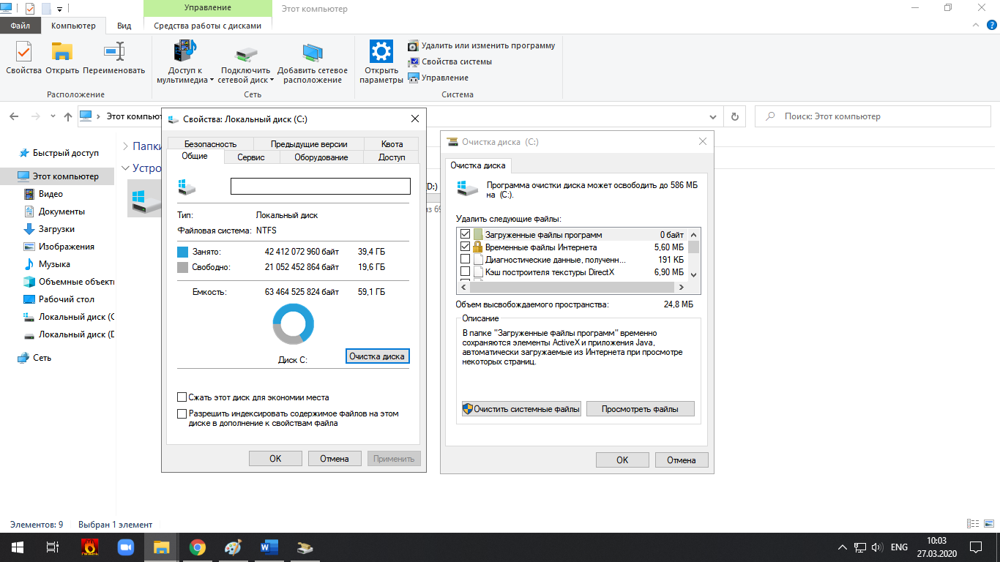 Управление
Этот компьютер
Файл
Компьютер
Вид
Средства работы с дисками
Свойства
Открыть
Переименовать
Доступ к
мультимедиа
Подключить
сетевой диск
Добавить сетевое
расположение
Открыть
параметры
Удалить или изменить программу
Свойства системы
Управление
Расположение
Сеть
Система
Этот компьют
Поиск: Этот компьютер
Быстрый доступ
Этот компьютер
Видео
Документы
Загрузки
Изображения
Музыка
Объемные объекты
Рабочий стол
Локальный диск (C
Локальный диск (D
Сеть
Папки
Устро
D:)
из 69
Свойства: Локальный диск (C:)
Безопасность
Предыдущие версии
Квота
Общие
Сервис
Оборудование
Доступ
Тип:
Локальный диск
Файловая система:
NTFS
Занято:
42 412 072 960 байт
39,4 ГБ
Свободно:
21 052 452 864 байт
19,6 ГБ
Емкость:
63 464 525 824 байт
59,1 ГБ
Диск C:
Очистка диска
Сжать этот диск для экономии места
Разрешить индексировать содержимое файлов на этом
диске в дополнение к свойствам файла
OK
Отмена
Применить
Очистка диска (C:)
Очистка диска
Программа очистки диска может освободить до 586 МБ
на (C:).
Удалить следующие файлы:
Загруженные файлы программ
0 байт
Временные файлы Интернета
5,60 МБ
Диагностические данные, полученн...
191 КБ
Кэш построителя текстуры DirectX
6,90 МБ
Объем высвобождаемого пространства:
24,8 МБ
Описание
В папке "Загруженные файлы программ" временно
сохраняются элементы ActiveX и приложения Java,
автоматически загружаемые из Интернета при просмотре
некоторых страниц.
Очистить системные файлы
Просмотреть файлы
OK
Отмена
Элементов: 9
Выбран 1 элемент
ENG
10:03
27.03.2020